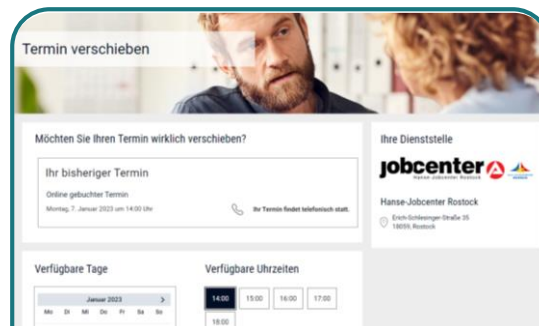 Termin verschieben
Möchten Sie Ihren Termin wirklich verschieben?
Ihr bisheriger Termin
Online gebuchter Termin
Montag, 7. Januar 2023 um 14:00 Uhr
Ihr Termin findet telefonisch statt.
Ihre Dienststelle
jobcenter
Hanse-Jobcenter Rostock
Hanse-Jobcenter Rostock
Erich-Schlesinger-Straße 35
18059, Rostock
Verfügbare Tage
Januar 2023 >
Mo Di Mi Do Fr Sa So
Verfügbare Uhrzeiten
14:00 15:00 16:00 17:00
18:00